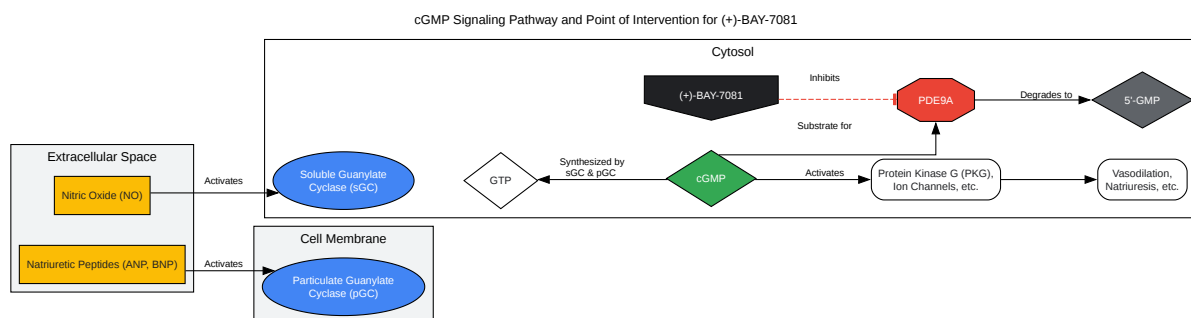 cGMP Signaling Pathway and Point of Intervention for (+)-BAY-7081
Cytosol
(+)-BAY-7081
Inhibits
PDE9A
Degrades to
5'-GMP
Substrate for
Extracellular Space
Nitric Oxide (NO)
Activates
Soluble Guanylate
Cyclase (sGC)
GTP
Synthesized by
sGC & pGC
cGMP
Activates
Protein Kinase G (PKG),
Ion Channels, etc.
Vasodilation,
Natriuresis, etc.
Natriuretic Peptides (ANP, BNP)
Activates
Cell Membrane
Particulate Guanylate
Cyclase (pGC)